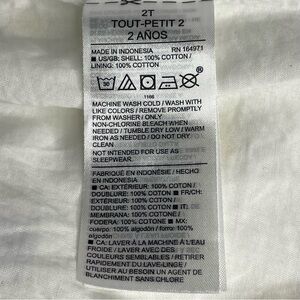 2T
TOUT-PETIT 2
2 AÑOS
MADE IN INDONESIA RN 164971
■ US/GB: SHELL: 100% COTTON /
LINING: 100% COTTON
30
MACHINE WASH COLD / WASH WITH
LIKE COLORS / REMOVE PROMPTLY
FROM WASHER / ONLY
NON-CHLORINE BLEACH WHEN
NEEDED / TUMBLE DRY LOW / WARM
IRON AS NEEDED / DO NOT DRY
CLEAN
NOT INTENDED FOR USE AS
SLEEPWEAR.
FABRIQUÉ EN INDONÉSIE / HECHO
EN INDONESIA
■ CA: EXTÉRIEUR: 100% COTON /
DOUBLURE: 100% COTON ■ FR/CH:
EXTÉRIEUR: 100% COTON /
DOUBLURE: 100% COTON ■ IT:
MEMBRANA: 100% COTONE /
FODERA: 100% COTONE ■ MX:
cuerpo: 100% algodón / forro: 100%
algodón
■ CA: LAVER À LA MACHINE À L'EAU
FROIDE / LAVER AVEC DES
COULEURS SEMBLABLES / RETIRER
RAPIDEMENT DU LAVE-LINGE /
UTILISER AU BESOIN UN AGENT DE
BLANCHIMENT SANS CHLORE